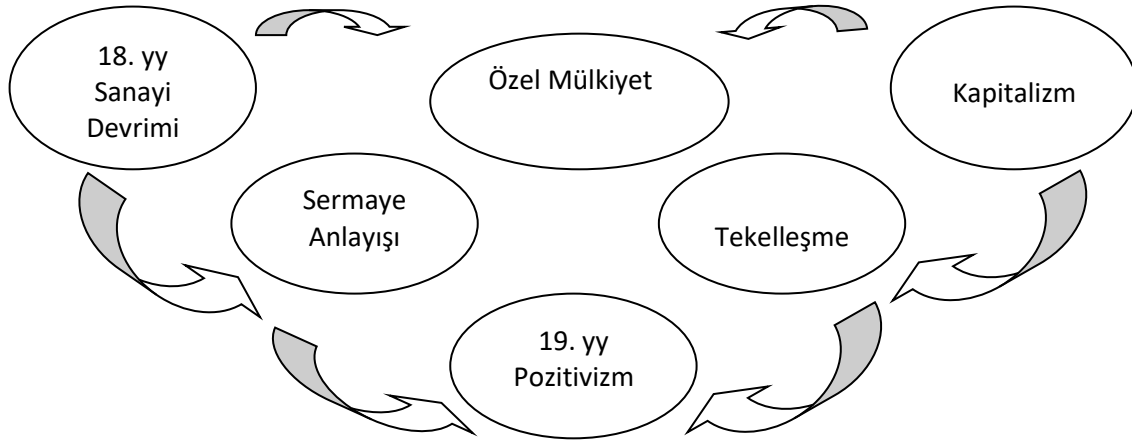 18. yy
Sanayi
Devrimi
Özel Mülkiyet
Kapitalizm
Sermaye
Anlayışı
Tekelleşme
19. yy
Pozitivizm